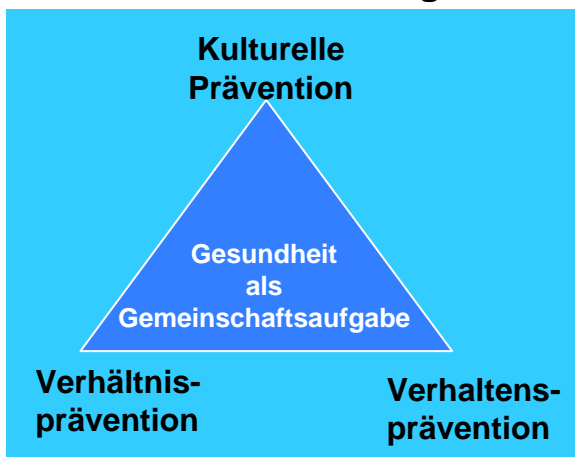 Kulturelle
Prävention
Gesundheit
als
Gemeinschaftsaufgabe
Verhältnis-
prävention
Verhaltens-
prävention